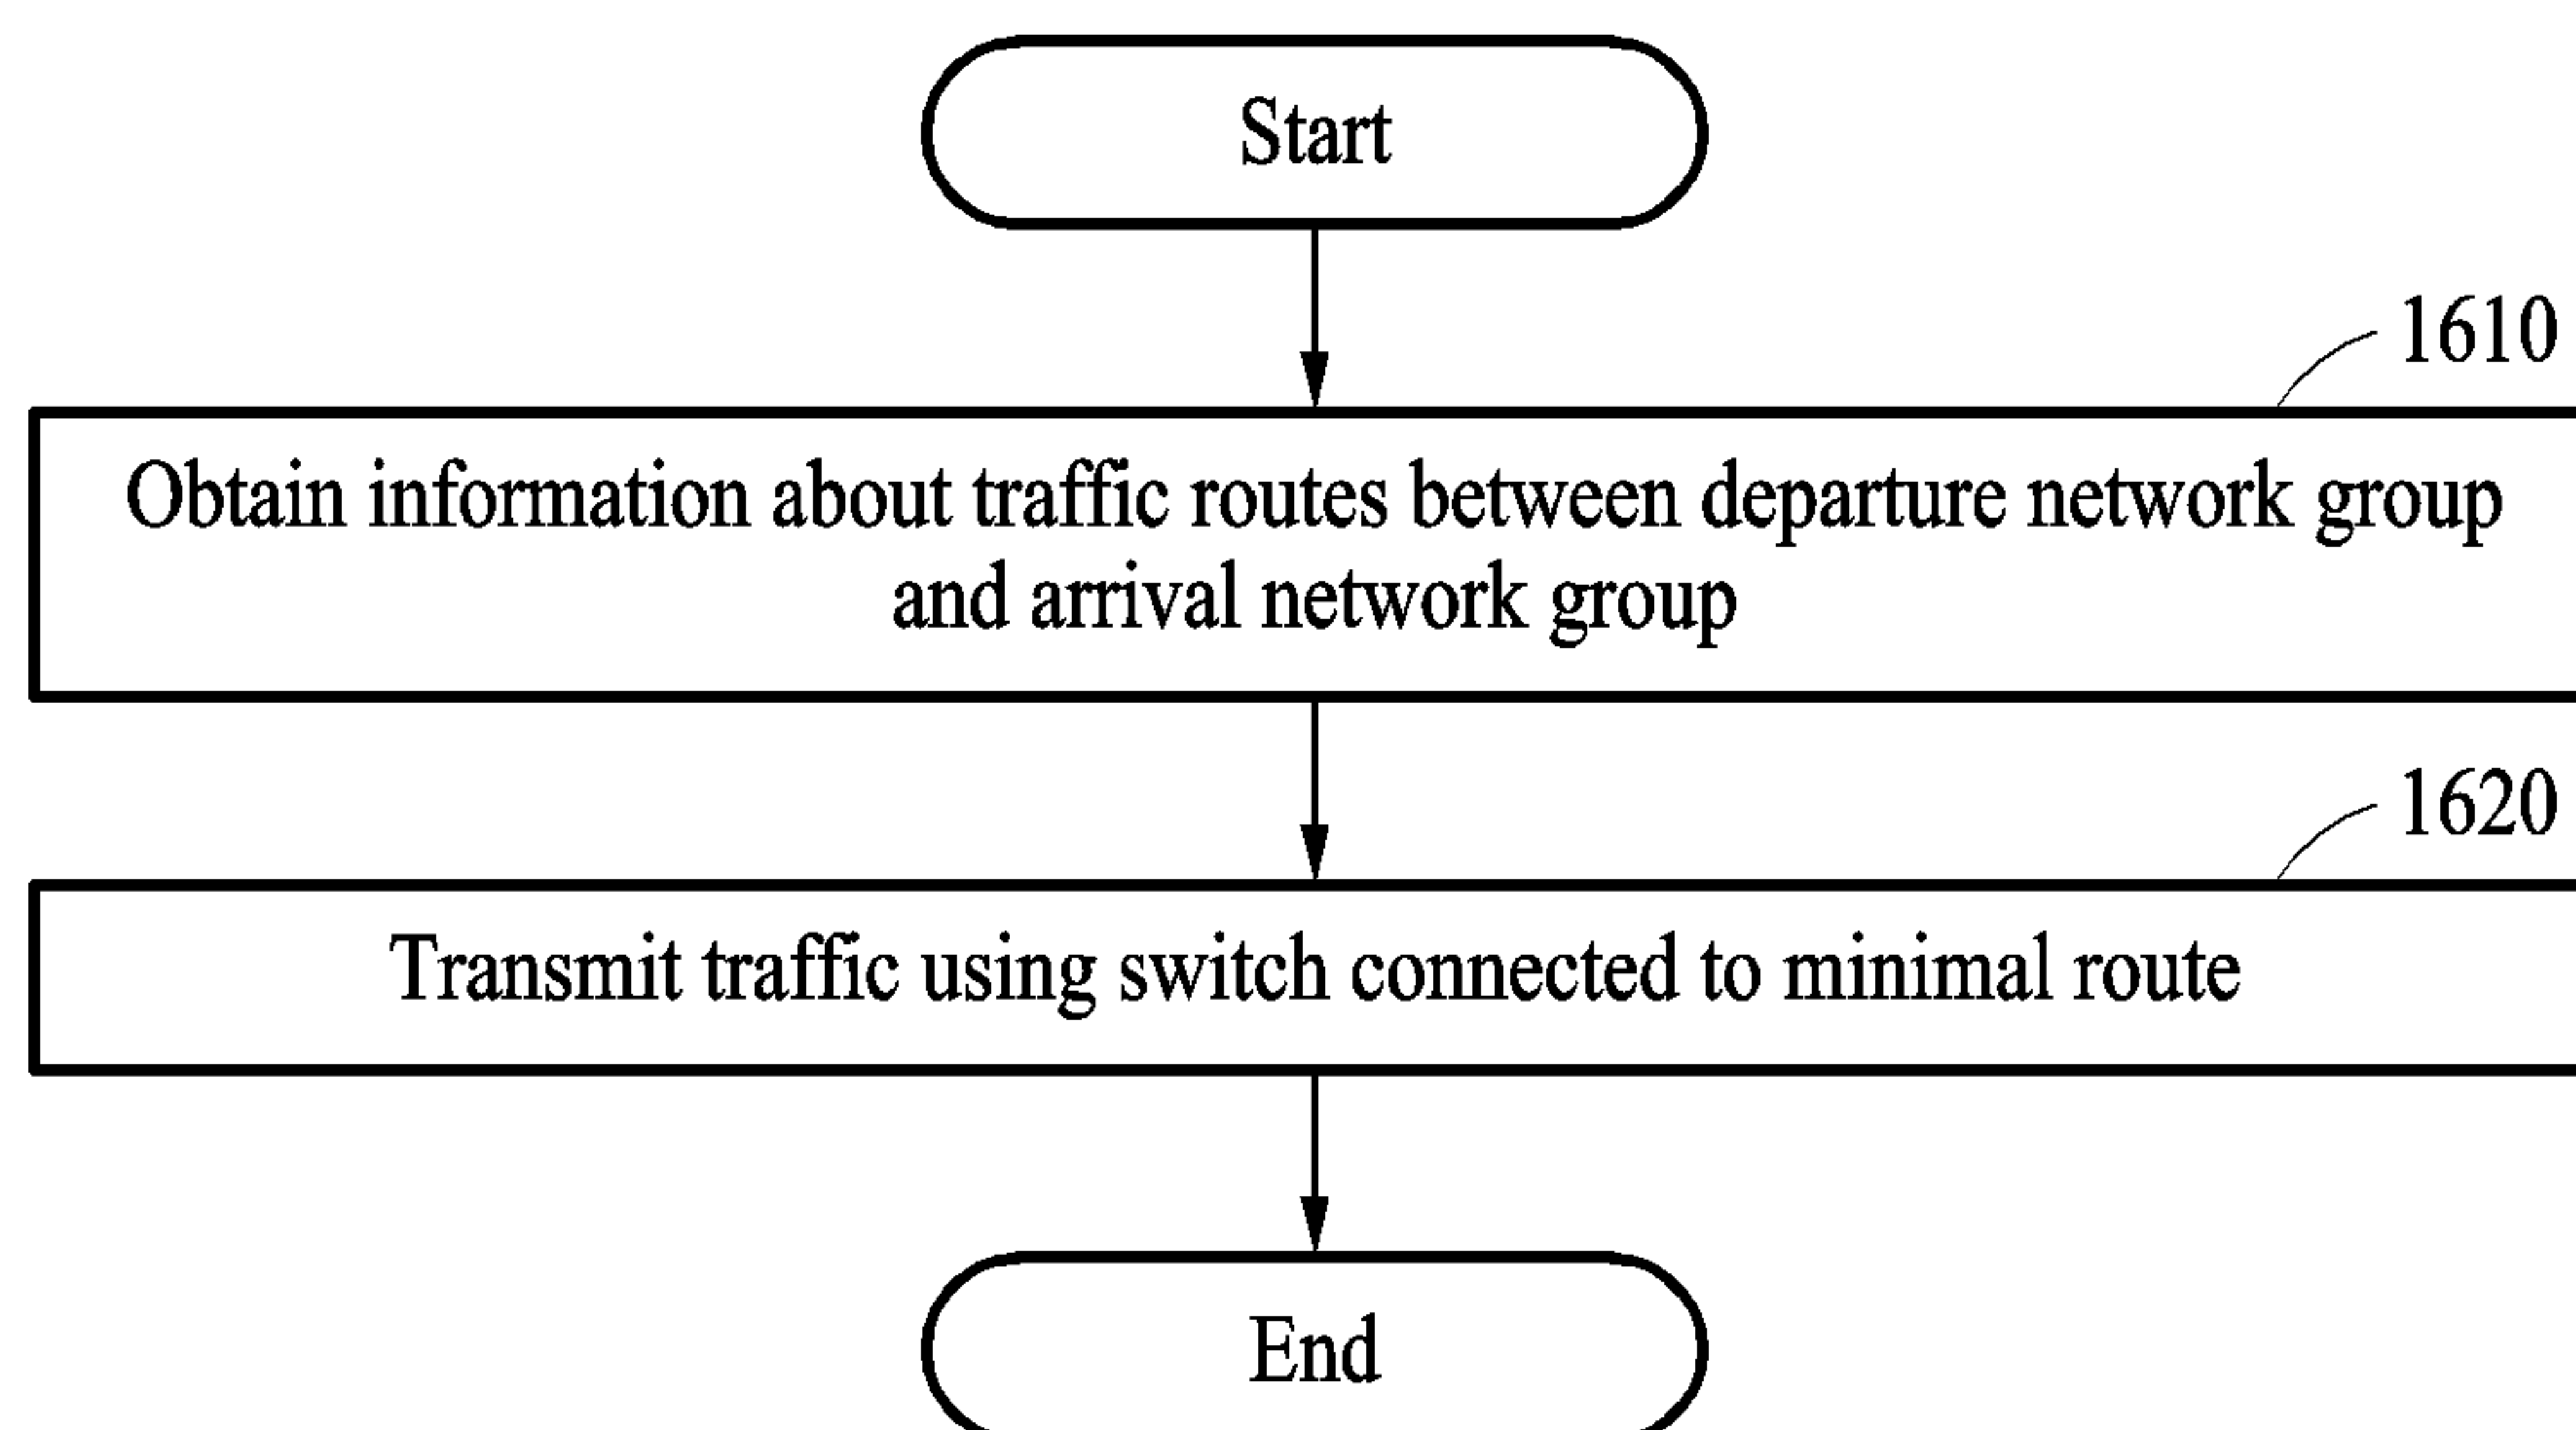 Start
1610
Obtain information about traffic routes between departure network group
and arrival network group
1620
Transmit traffic using switch connected to minimal route
End